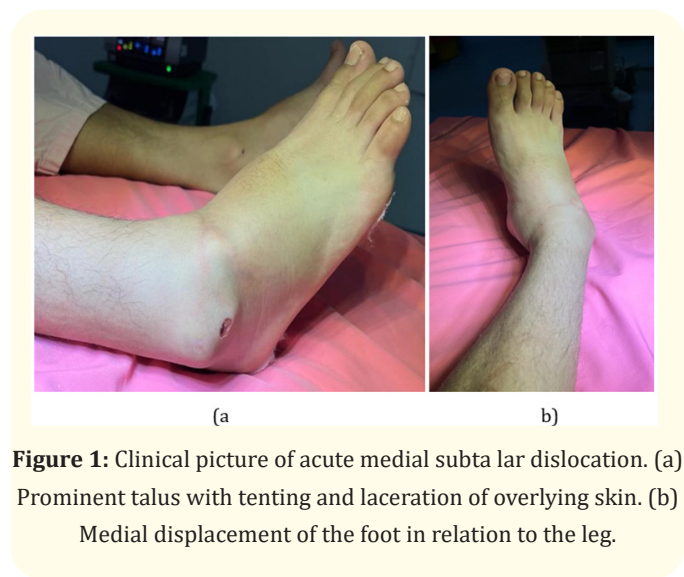 (a
b)
Figure 1: Clinical picture of acute medial subta lar dislocation. (a)
Prominent talus with tenting and laceration of overlying skin. (b)
Medial displacement of the foot in relation to the leg.